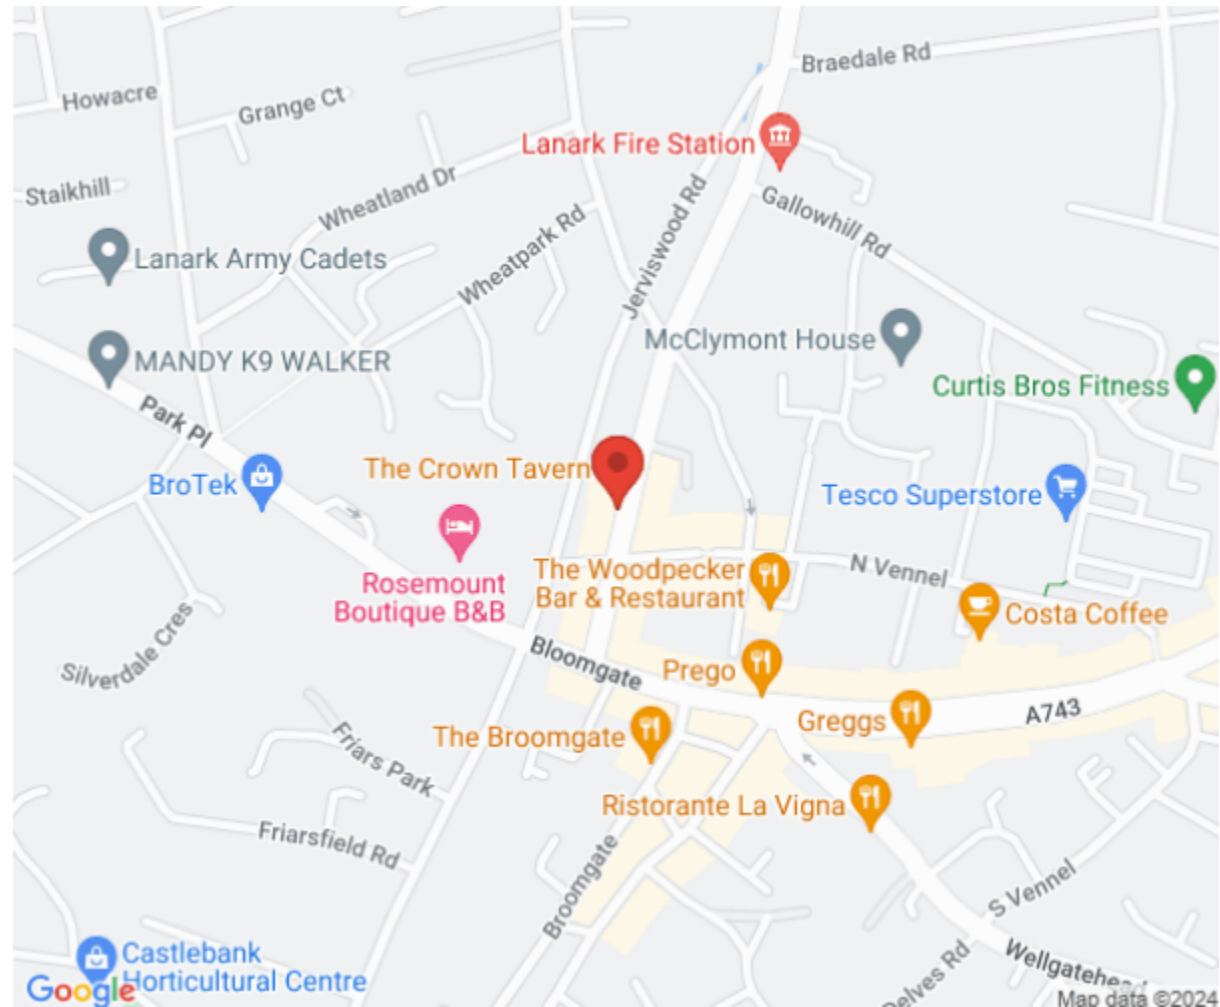 Braedale Rd
Howacre
Grange Ct
Lanark Fire Station
Staikhill
Wheatland Dr
Jerviswood Rd
Gallowhill Rd
Lanark Army Cadets
Wheatpark Rd
McClymont House
MANDY K9 WALKER
Curtis Bros Fitness
Park Pl
The Crown Tavern
BroTek
Tesco Superstore
N Vennel
Rosemount
Boutique B&B
The Woodpecker
Bar & Restaurant
Costa Coffee
Silverdale Cres
Bloomgate
Prego
A743
Greggs
The Broomgate
Friars Park
Ristorante La Vigna
Friarsfield Rd
Broomgate
S Vennel
Castlebank
Horticultural Centre
Delves Rd
Wellgatehead
Google
Map data ©2024